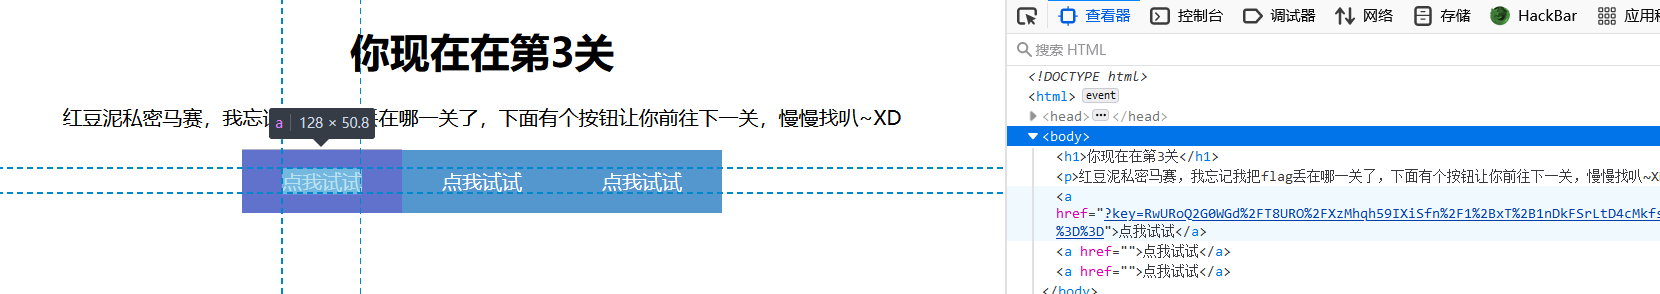 你现在在第3关
红豆泥私密马赛，我忘
丢在哪一关了，下面有个按钮让你前往下一关，慢慢找叭~XD
a 128 × 50.8
点我试试 点我试试 点我试试
查看器 控制台 调试器 网络 存储 HackBar 应用程
搜索 HTML
<!DOCTYPE html>
<html> event
<head> ••• </head>
<body>
<h1>你现在在第3关</h1>
<p>红豆泥私密马赛，我忘记我把flag丢在哪一关了，下面有个按钮让你前往下一关，慢慢找叭~X
<a
href="?key=RwURoQ2G0WGd%2FT8URO%2FXzMhqh59IXiSfn%2F1%2BxT%2B1nDkFSrLtD4cMkfs
%3D%3D">点我试试</a>
<a href="">点我试试</a>
<a href="">点我试试</a>
</body>